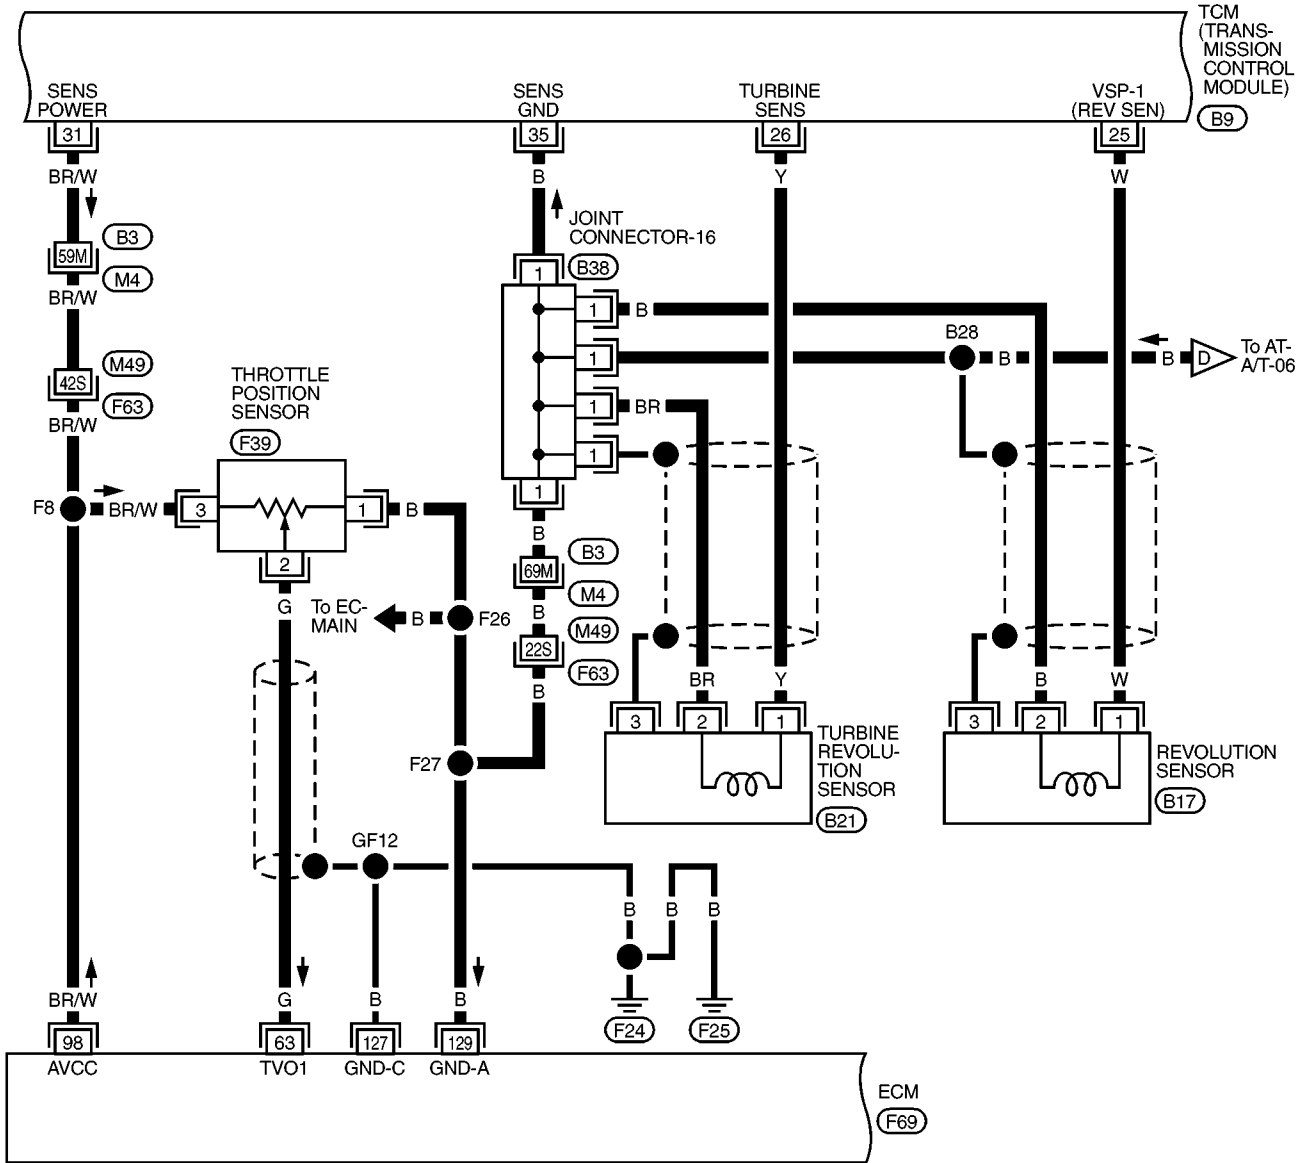 TCM
(TRANS-
MISSION
CONTROL
MODULE)
B9
SENS
POWER
SENS
GND
TURBINE
SENS
VSP-1
(REV SEN)
31
35
26
25
BR/W
B
Y
W
JOINT
CONNECTOR-16
B38
59M
B3
M4
BR/W
1
1
B
1
B28
B
B
D
To AT-
A/T-06
1
BR
1
1
42S
M49
F63
BR/W
THROTTLE
POSITION
SENSOR
F39
F8
BR/W
3
1
B
2
G
To EC-
MAIN
B
F26
B
69M
B3
M4
B
22S
M49
F63
B
F27
BR
Y
B
W
3
2
1
3
2
1
TURBINE
REVOLU-
TION
SENSOR
B21
REVOLUTION
SENSOR
B17
GF12
B
B
B
F24
F25
BR/W
G
B
B
98
63
127
129
AVCC
TVO1
GND-C
GND-A
ECM
F69